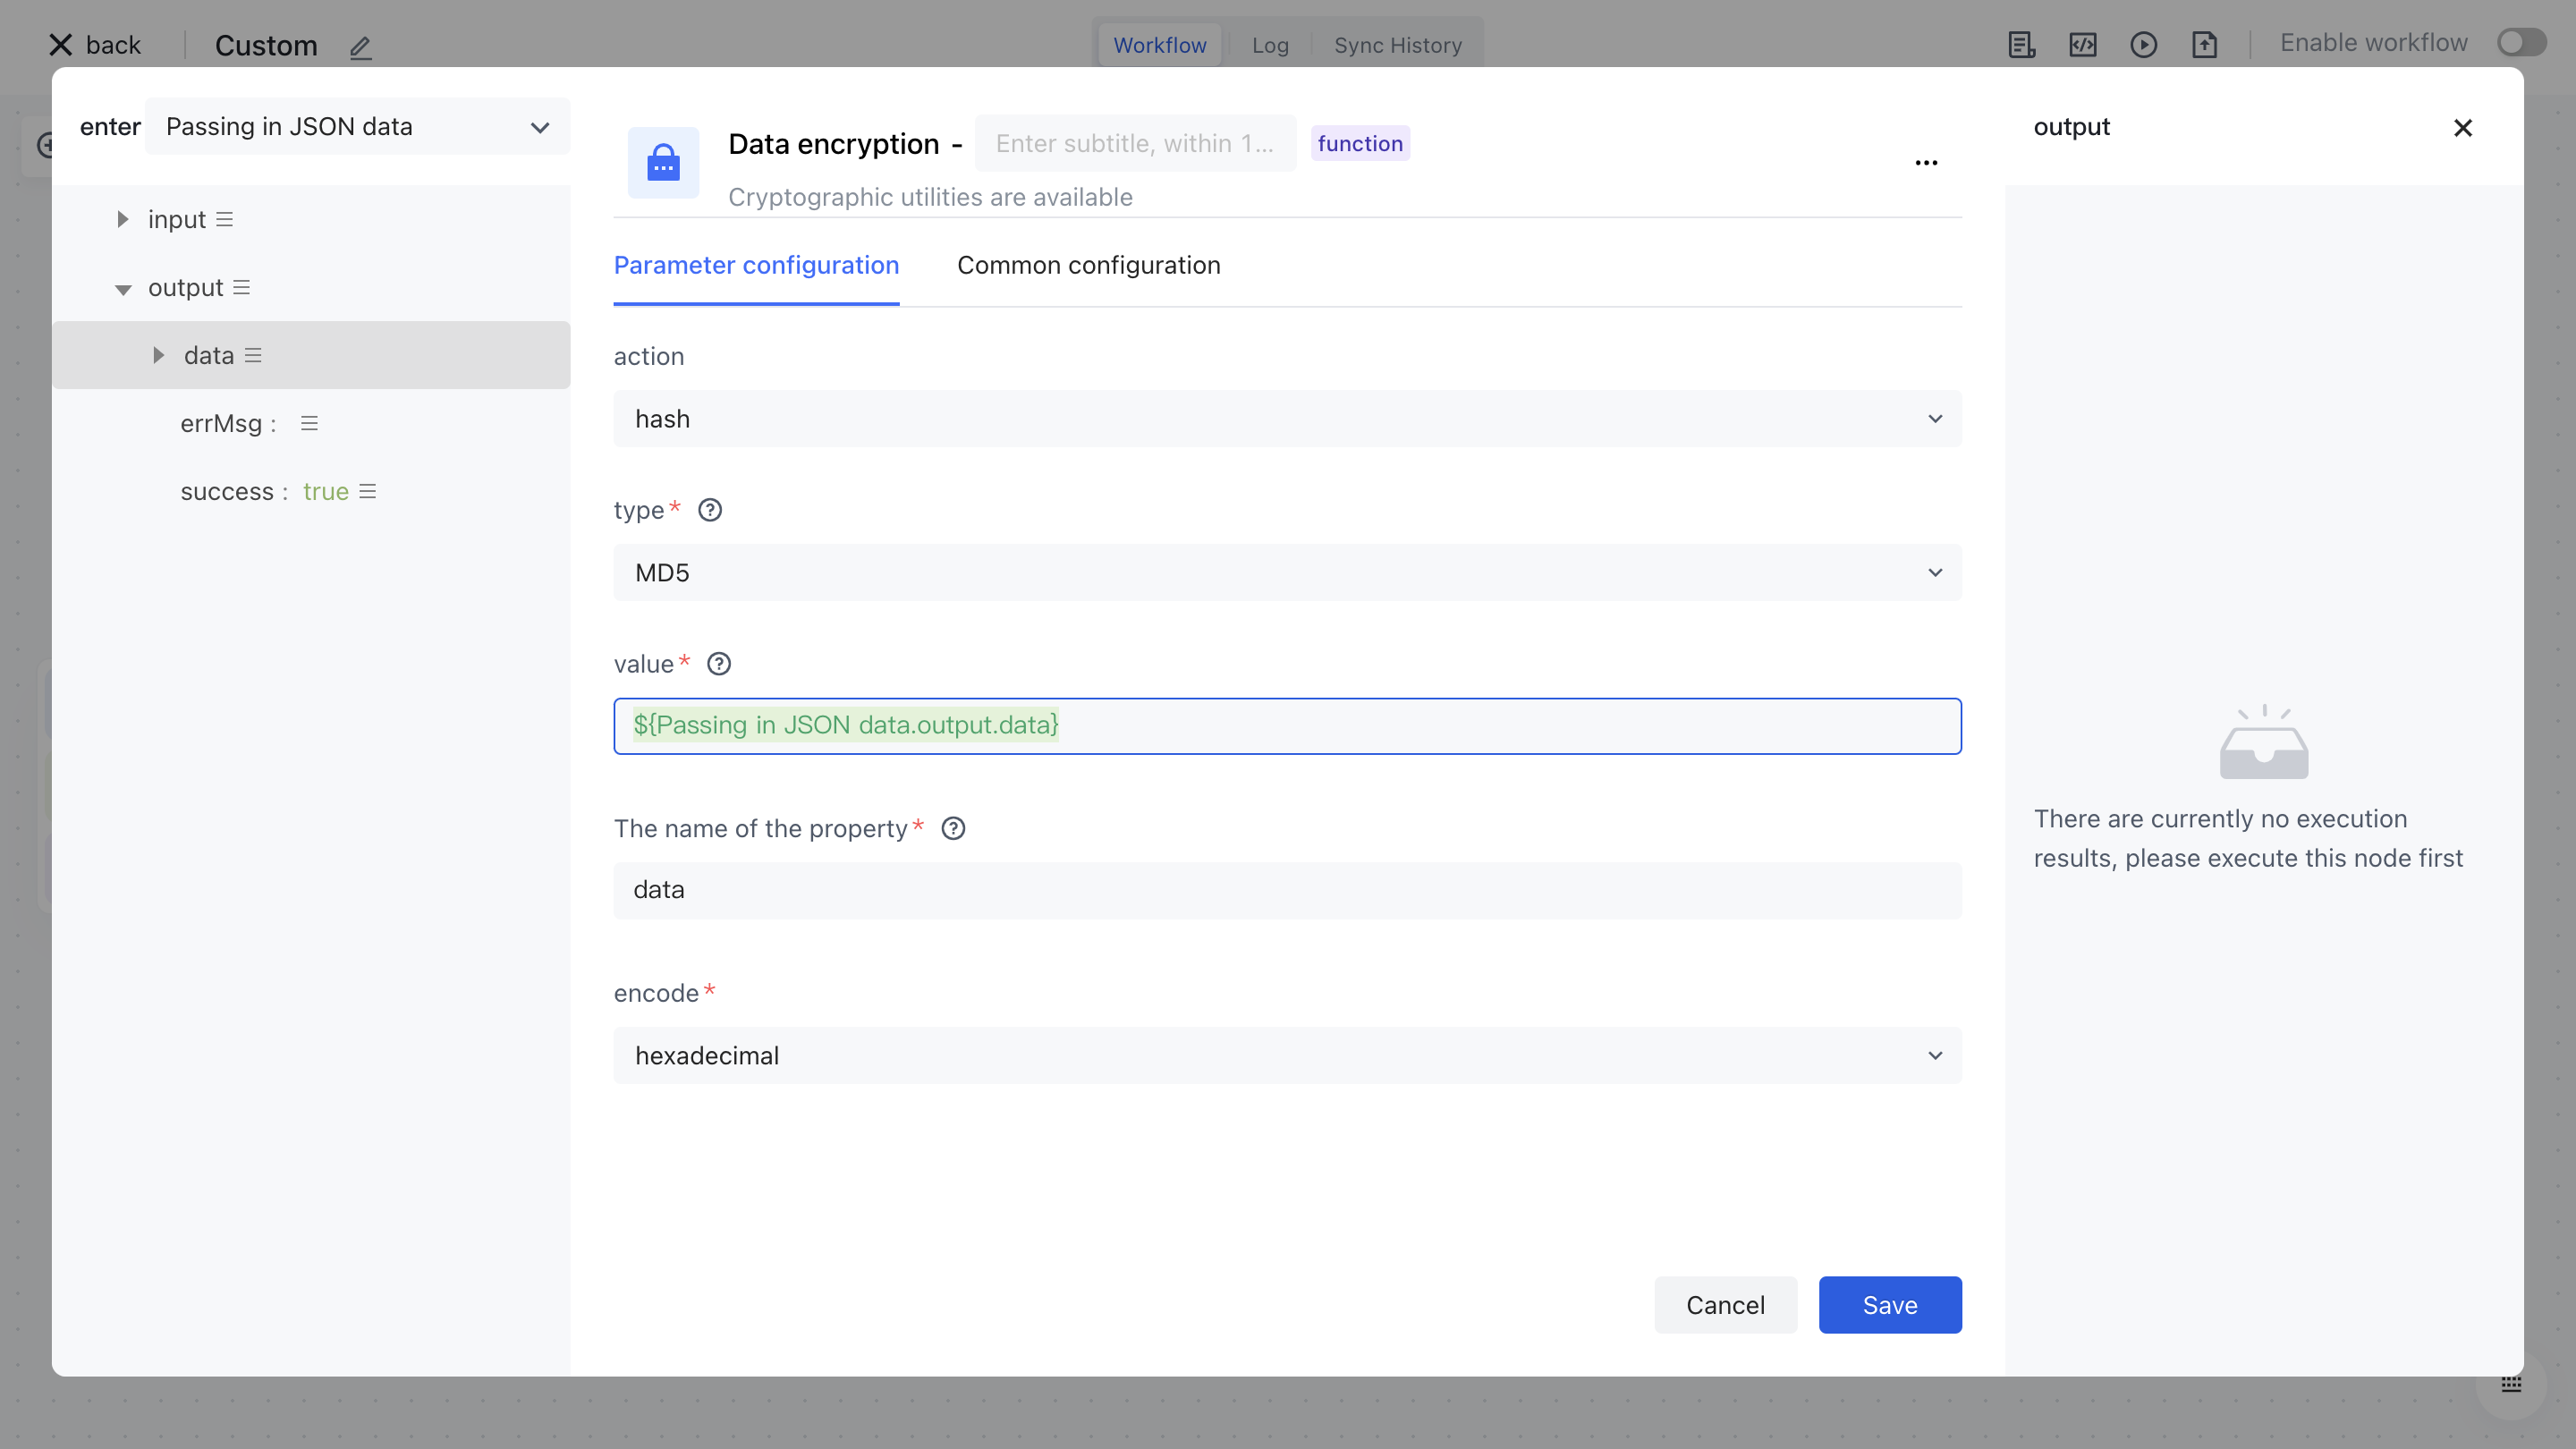 back
Custom
Workflow
Log
Sync History
Enable workflow
enter
Passing in JSON data
input
output
data
errMsg :
success : true
Data encryption -
Enter subtitle, within 1...
function
Cryptographic utilities are available
Parameter configuration
Common configuration
action
hash
type*
MD5
value*
${Passing in JSON data.output.data}
The name of the property*
data
encode*
hexadecimal
Cancel
Save
output
There are currently no execution
results, please execute this node first